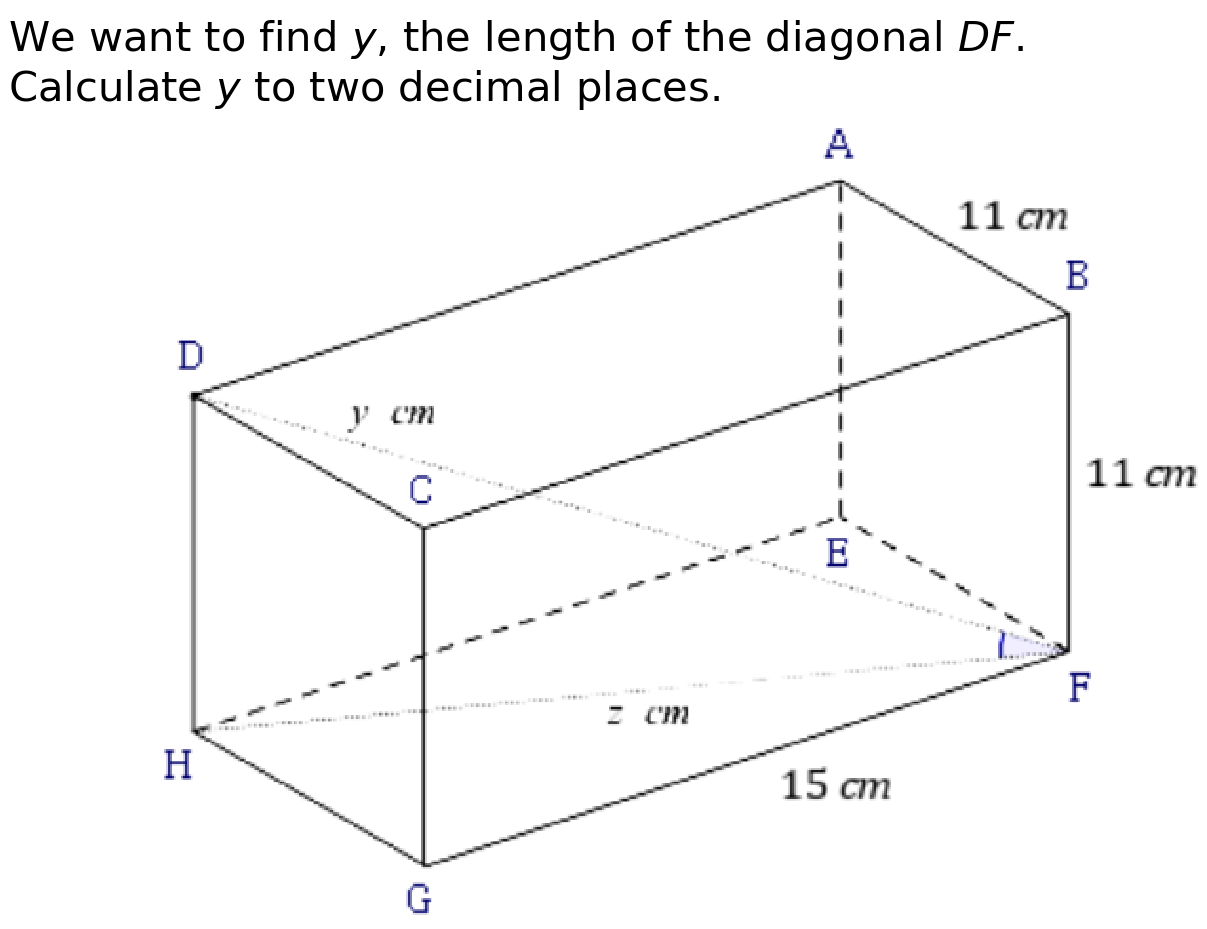 We want to find y, the length of the diagonal DF.
Calculate y to two decimal places.
A
11 cm
B
D
y cm
C
11 cm
E
F
z cm
H
15 cm
G